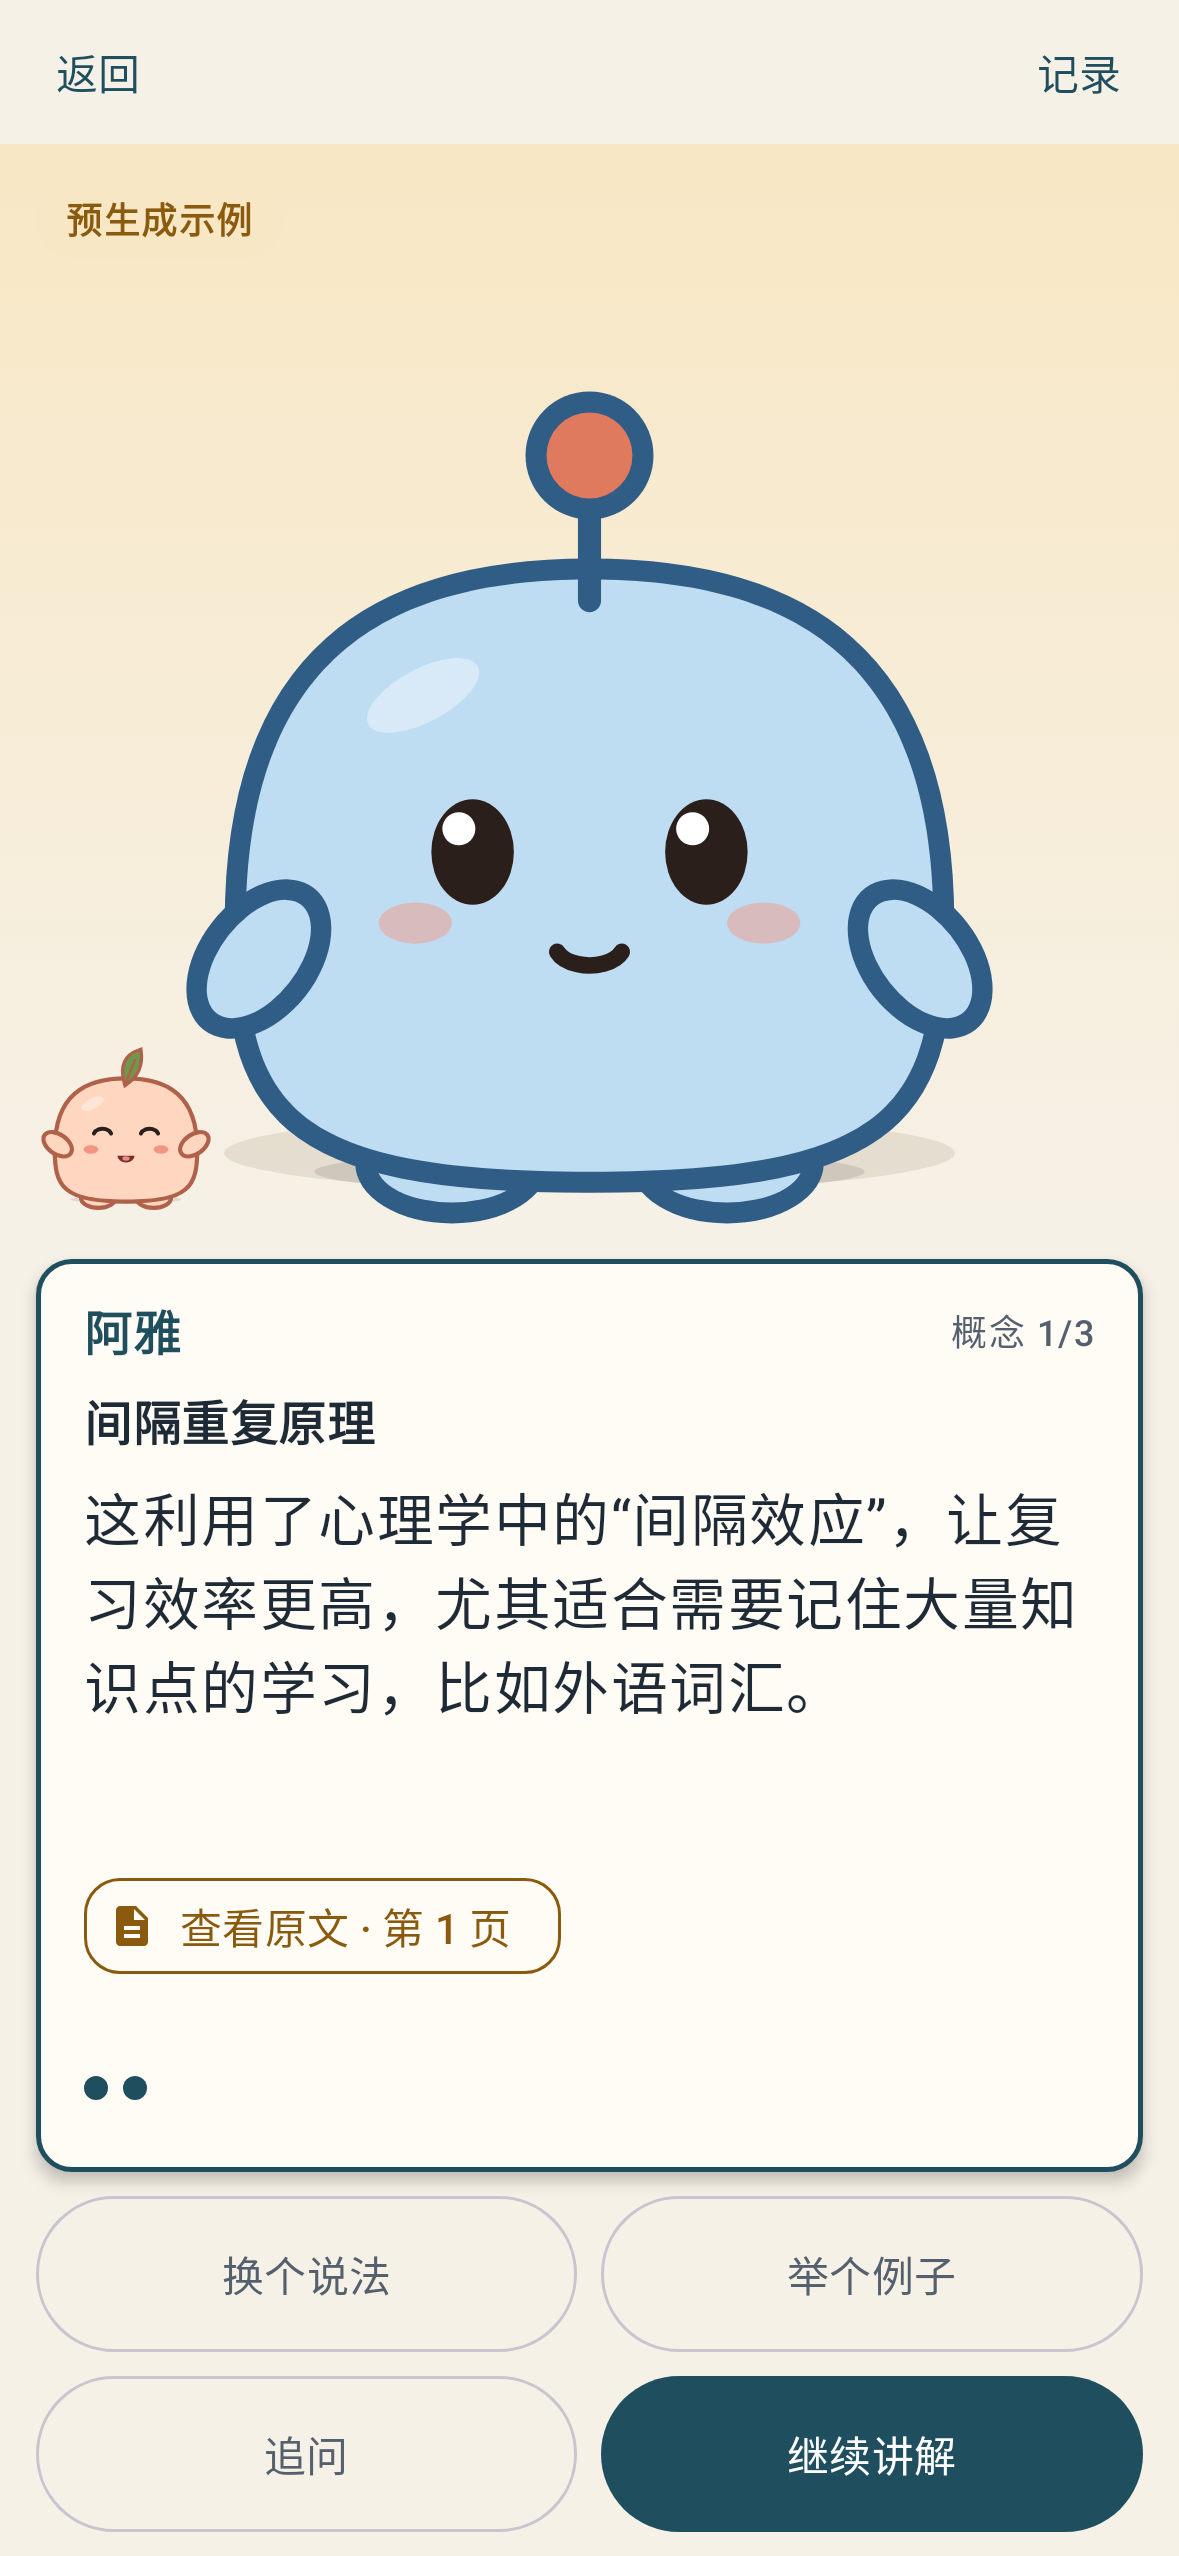 返回
记录
预生成示例
阿雅
概念 1/3
间隔重复原理
这利用了心理学中的“间隔效应”，让复
习效率更高，尤其适合需要记住大量知
识点的学习，比如外语词汇。
查看原文 · 第 1 页
换个说法
举个例子
追问
继续讲解